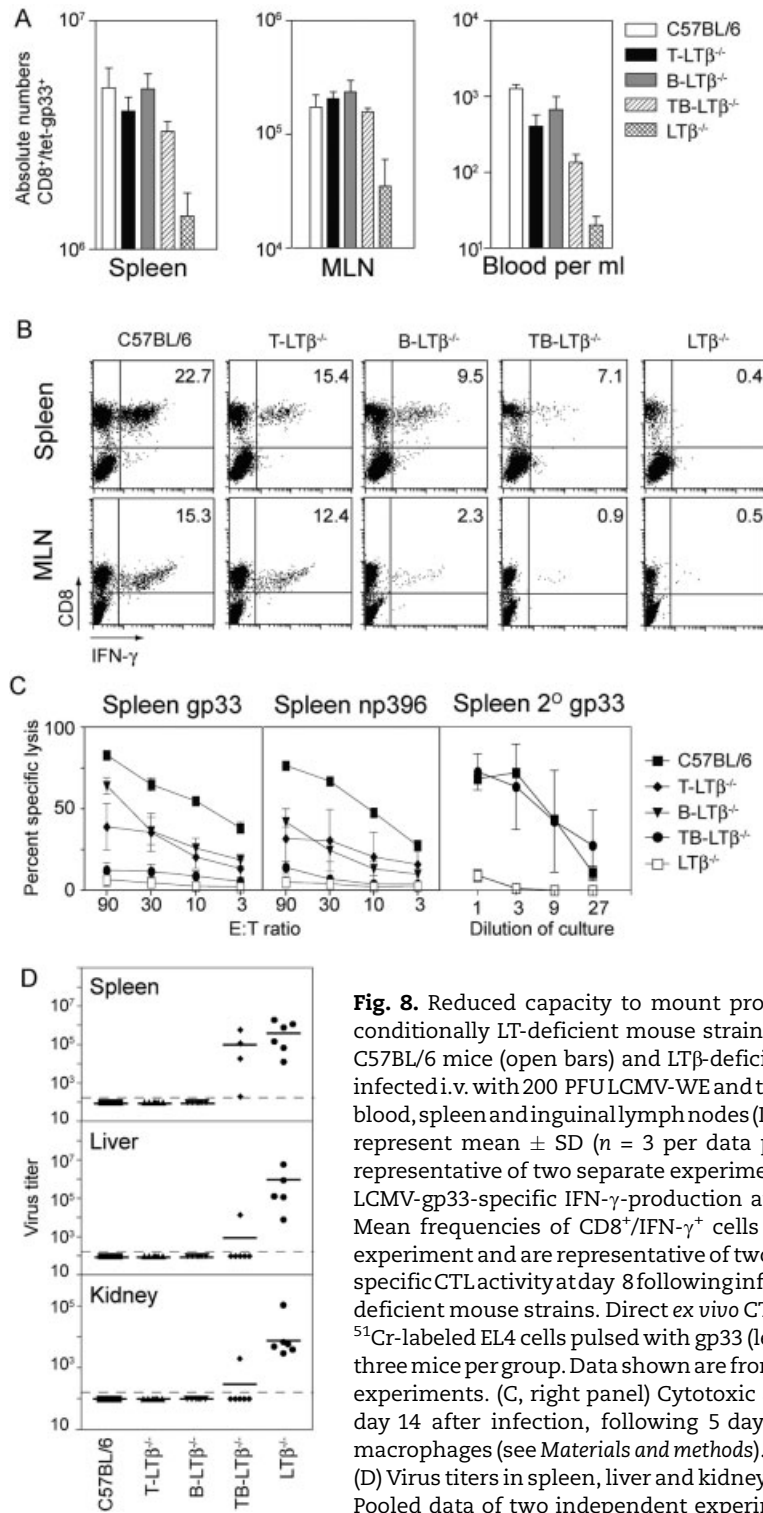 A
Absolute numbers
CD8⁺/tet-gp33⁺
10⁷
10⁶
Spleen
10⁶
10⁵
10⁴
MLN
10⁴
10³
10²
10¹
Blood per ml
C57BL/6
T-LTβ⁻/⁻
B-LTβ⁻/⁻
TB-LTβ⁻/⁻
LTβ⁻/⁻
B
C57BL/6 T-LTβ⁻/⁻ B-LTβ⁻/⁻ TB-LTβ⁻/⁻ LTβ⁻/⁻
Spleen
22.7 15.4 9.5 7.1 0.4
MLN
15.3 12.4 2.3 0.9 0.5
CD8
IFN-γ
C
Spleen gp33 Spleen np396 Spleen 2⁰ gp33
Percent specific lysis
100
50
0
90 30 10 3 90 30 10 3 1 3 9 27
E:T ratio Dilution of culture
C57BL/6
T-LTβ⁻/⁻
B-LTβ⁻/⁻
TB-LTβ⁻/⁻
LTβ⁻/⁻
D
Virus titer
Spleen
10⁷
10⁵
10³
10
Liver
10⁷
10⁵
10³
10
Kidney
10⁵
10³
10
C57BL/6 T-LTβ⁻/⁻ B-LTβ⁻/⁻ TB-LTβ⁻/⁻ LTβ⁻/⁻
Fig. 8. Reduced capacity to mount pro
conditionally LT-deficient mouse strain
C57BL/6 mice (open bars) and LTβ-defici
infected i.v. with 200 PFU LCMV-WE and t
blood, spleen and inguinal lymph nodes (I
represent mean ± SD (n = 3 per data p
representative of two separate experime
LCMV-gp33-specific IFN-γ-production a
Mean frequencies of CD8⁺/IFN-γ⁺ cells
experiment and are representative of two
specific CTL activity at day 8 following inf
deficient mouse strains. Direct ex vivo CT
⁵¹Cr-labeled EL4 cells pulsed with gp33 (le
three mice per group. Data shown are from
experiments. (C, right panel) Cytotoxic
day 14 after infection, following 5 day
macrophages (see Materials and methods).
(D) Virus titers in spleen, liver and kidney
Pooled data of two independent experim